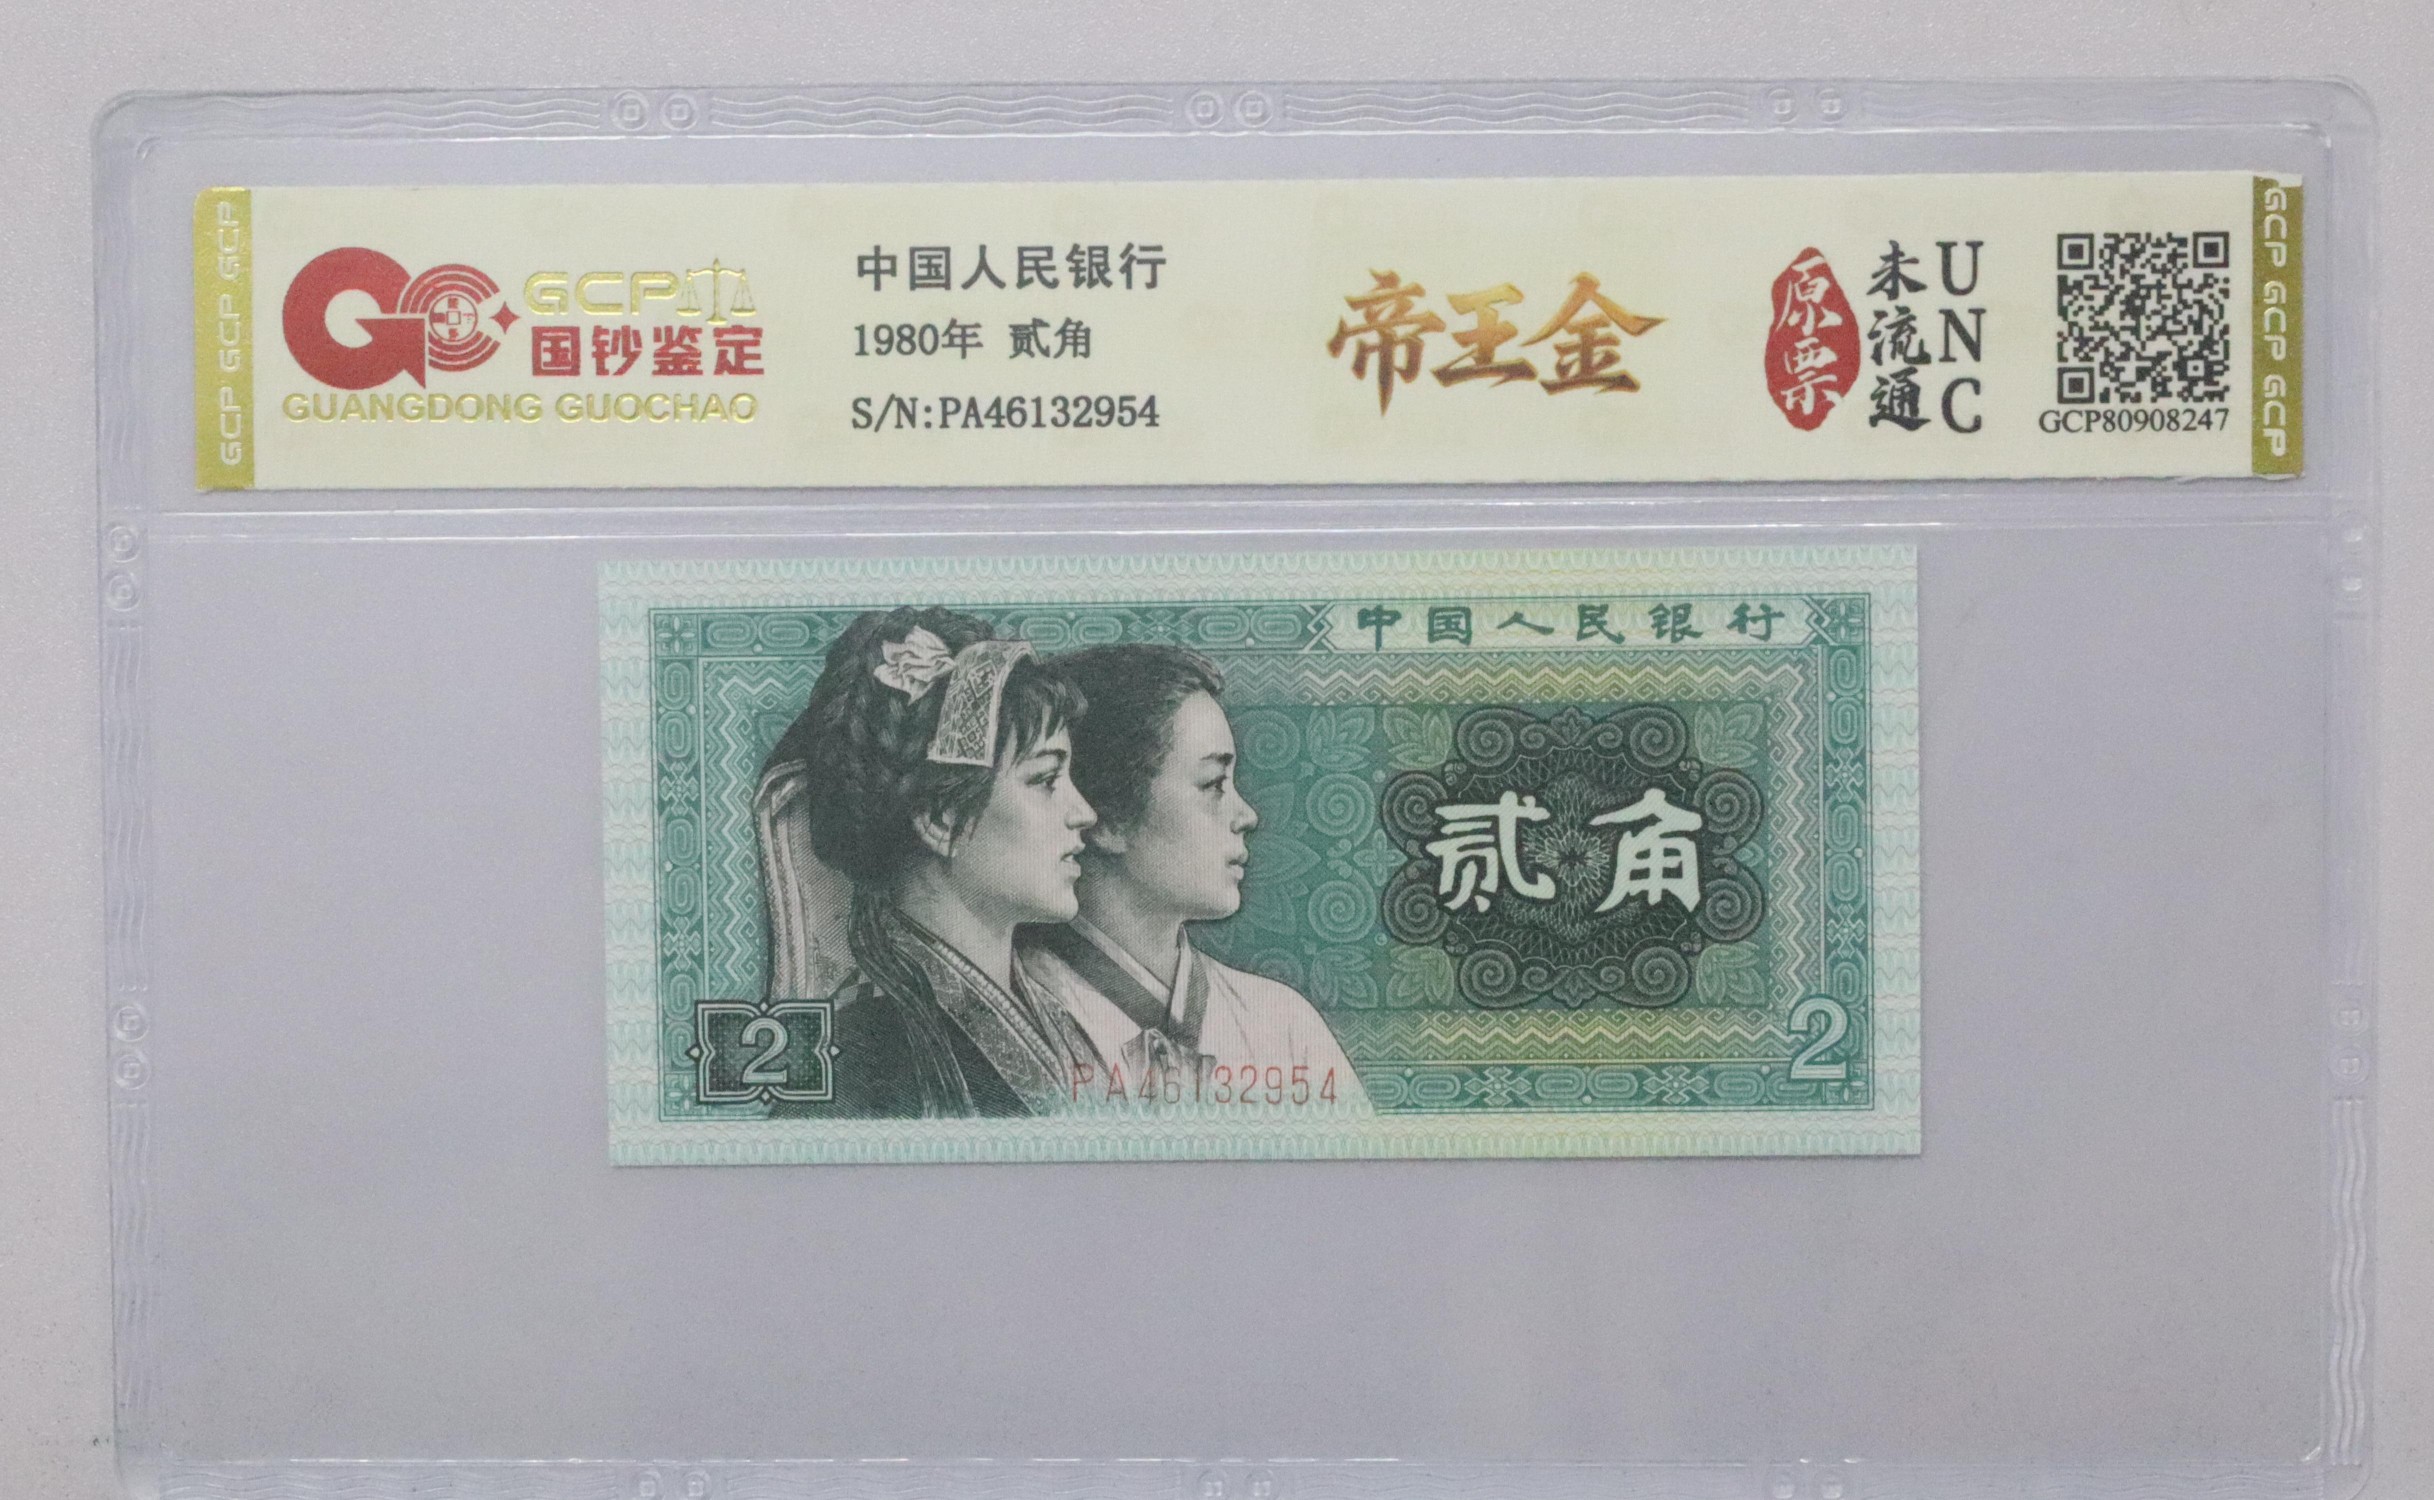 GCP GCP GCP
GCP
国钞鉴定
GUANGDONG GUOCHAO
中国人民银行
1980年 贰角
S/N:PA46132954
帝王金
原票
未流通
UNC
GCP80908247
GCP GCP GCP
中国人民银行
贰角
2
2
PA46132954